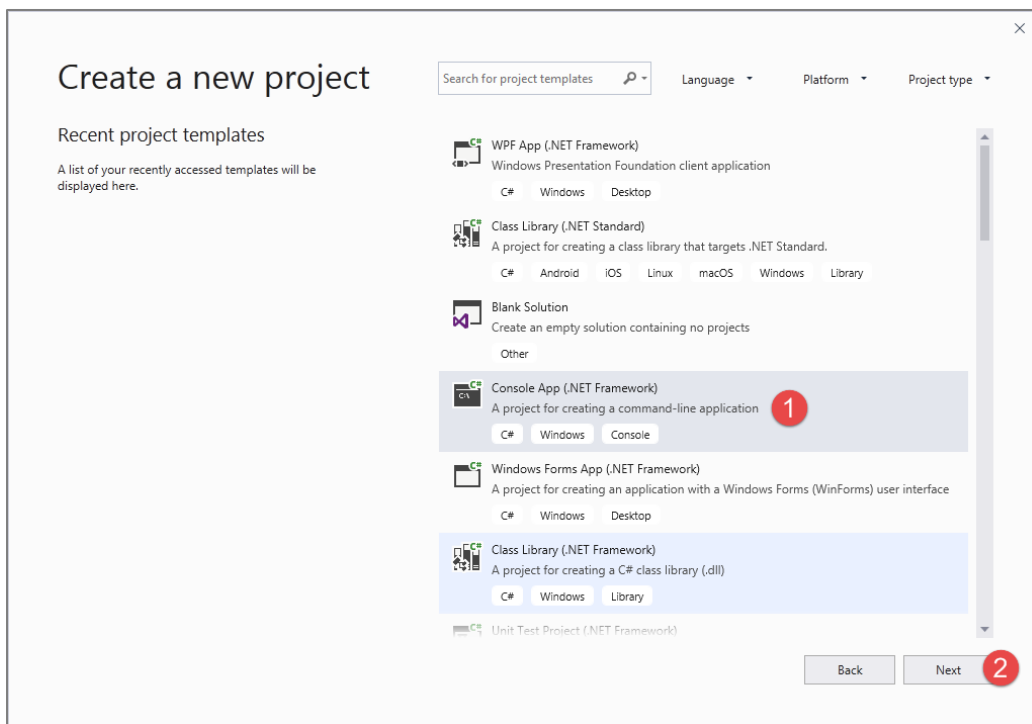 Create a new project
Search for project templates
Language
Platform
Project type
Recent project templates
A list of your recently accessed templates will be
displayed here.
WPF App (.NET Framework)
Windows Presentation Foundation client application
C# Windows Desktop
Class Library (.NET Standard)
A project for creating a class library that targets .NET Standard.
C# Android iOS Linux macOS Windows Library
Blank Solution
Create an empty solution containing no projects
Other
C:\
Console App (.NET Framework)
A project for creating a command-line application
1
C# Windows Console
Windows Forms App (.NET Framework)
A project for creating an application with a Windows Forms (WinForms) user interface
C# Windows Desktop
Class Library (.NET Framework)
A project for creating a C# class library (.dll)
C# Windows Library
Unit Test Project (.NET Framework)
Back
Next
2